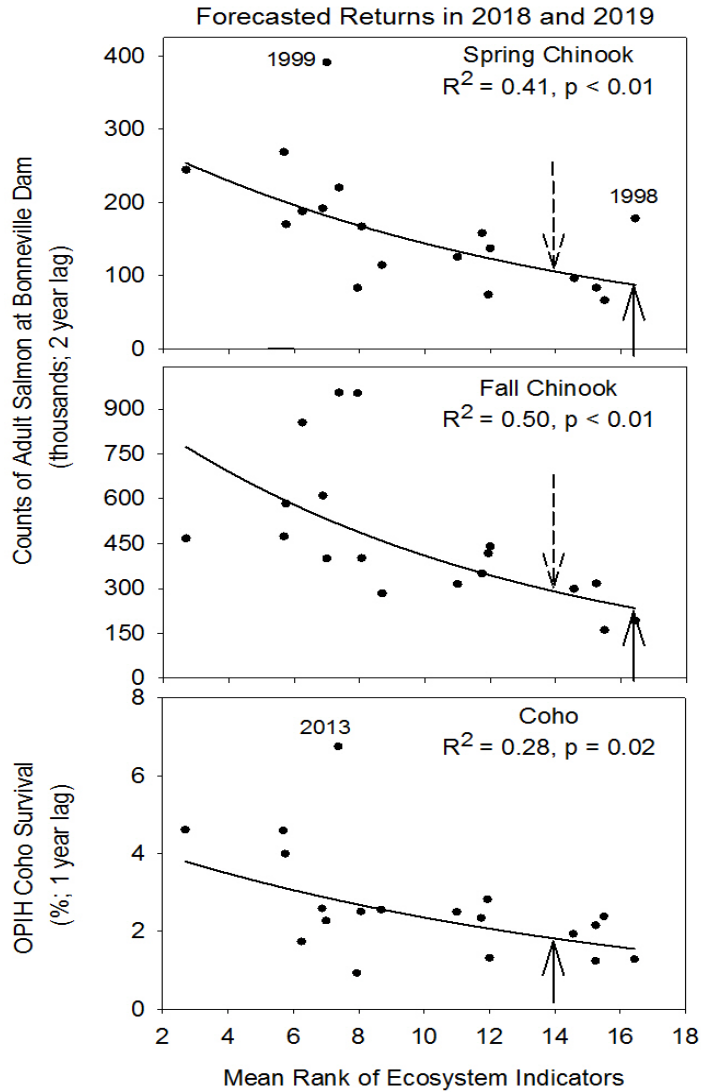 Forecasted Returns in 2018 and 2019
Counts of Adult Salmon at Bonneville Dam
(thousands; 2 year lag)
400
300
200
100
0
1999
Spring Chinook
R² = 0.41, p < 0.01
1998
900
750
600
450
300
150
0
Fall Chinook
R² = 0.50, p < 0.01
OPIH Coho Survival
(%; 1 year lag)
8
6
4
2
0
2013
Coho
R² = 0.28, p = 0.02
2 4 6 8 10 12 14 16 18
Mean Rank of Ecosystem Indicators